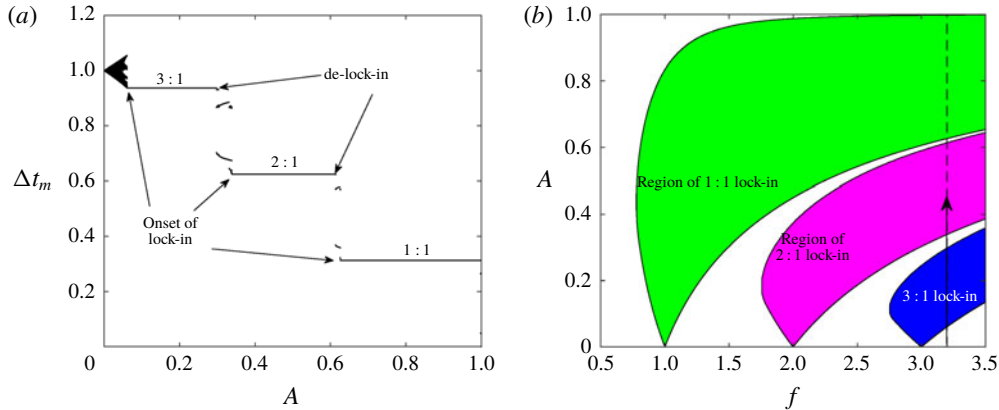 (a)
1.2
1.0
0.8
0.6
0.4
0.2
Δt_m
3 : 1
de-lock-in
2 : 1
Onset of
lock-in
1 : 1
0
0.2
0.4
0.6
0.8
1.0
A
(b)
1.0
0.8
0.6
0.4
0.2
0
A
Region of 1 : 1 lock-in
Region of
2 : 1 lock-in
3 : 1 lock-in
0.5
1.0
1.5
2.0
2.5
3.0
3.5
f